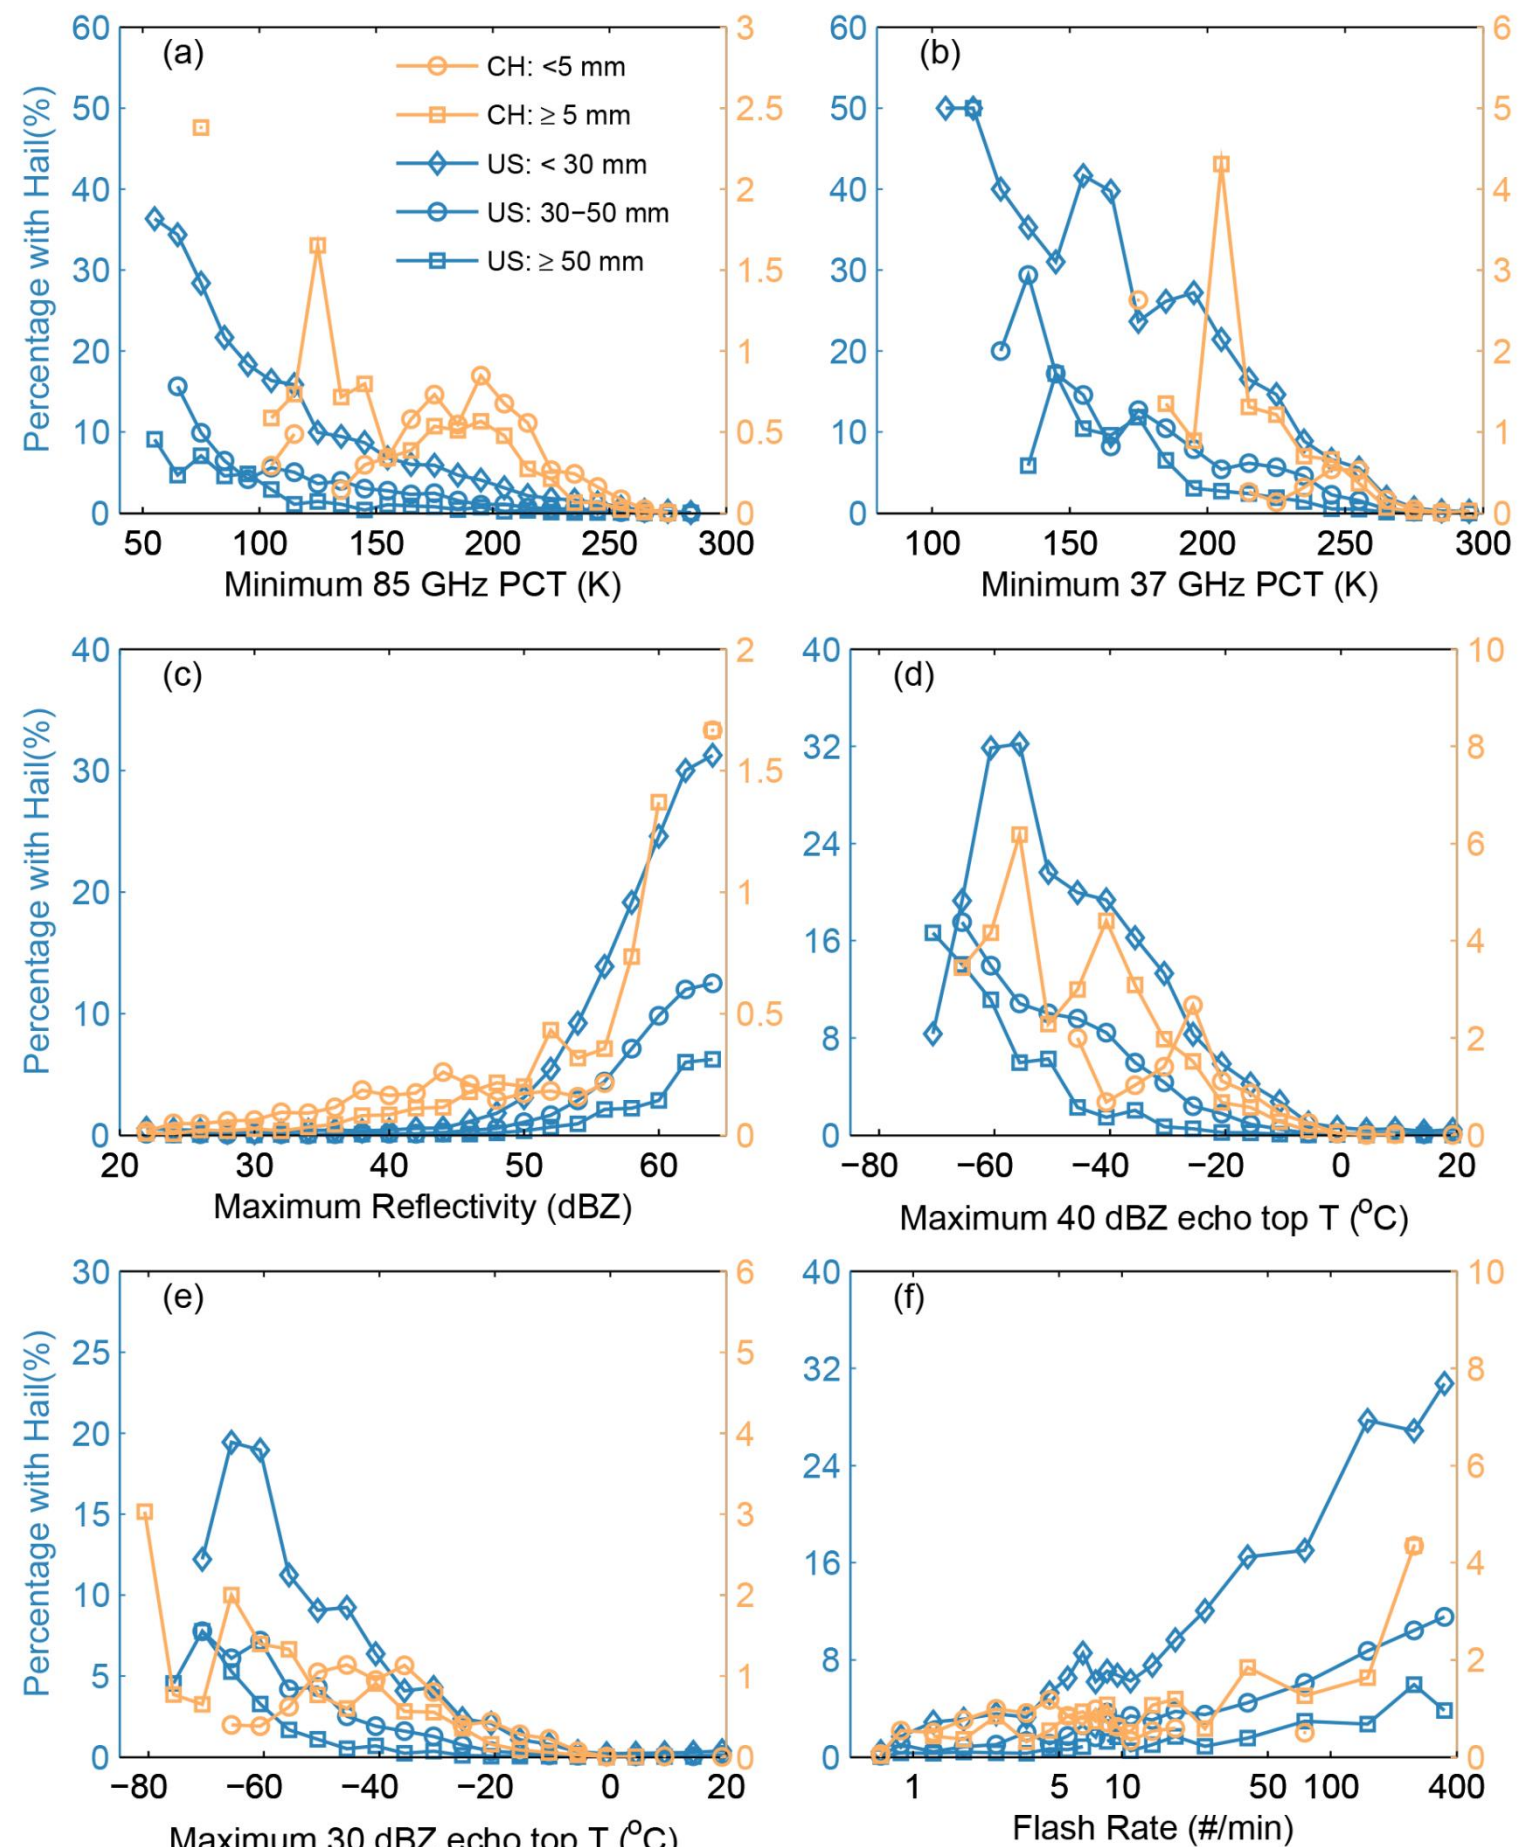 60 50 40 30 20 10 0
Percentage with Hail(%)
(a)
CH: <5 mm
CH: ≥ 5 mm
US: < 30 mm
US: 30−50 mm
US: ≥ 50 mm
3 2.5 2 1.5 1 0.5 0
50 100 150 200 250 300
Minimum 85 GHz PCT (K)
60 50 40 30 20 10 0
(b)
6 5 4 3 2 1 0
100 150 200 250 300
Minimum 37 GHz PCT (K)
40 30 20 10 0
Percentage with Hail(%)
(c)
2 1.5 1 0.5 0
20 30 40 50 60
Maximum Reflectivity (dBZ)
40 32 24 16 8 0
(d)
10 8 6 4 2 0
−80 −60 −40 −20 0 20
Maximum 40 dBZ echo top T (°C)
30 25 20 15 10 5 0
Percentage with Hail(%)
(e)
6 5 4 3 2 1 0
−80 −60 −40 −20 0 20
Maximum 30 dBZ echo top T (°C)
40 32 24 16 8 0
(f)
10 8 6 4 2 0
1 5 10 50 100 400
Flash Rate (#/min)